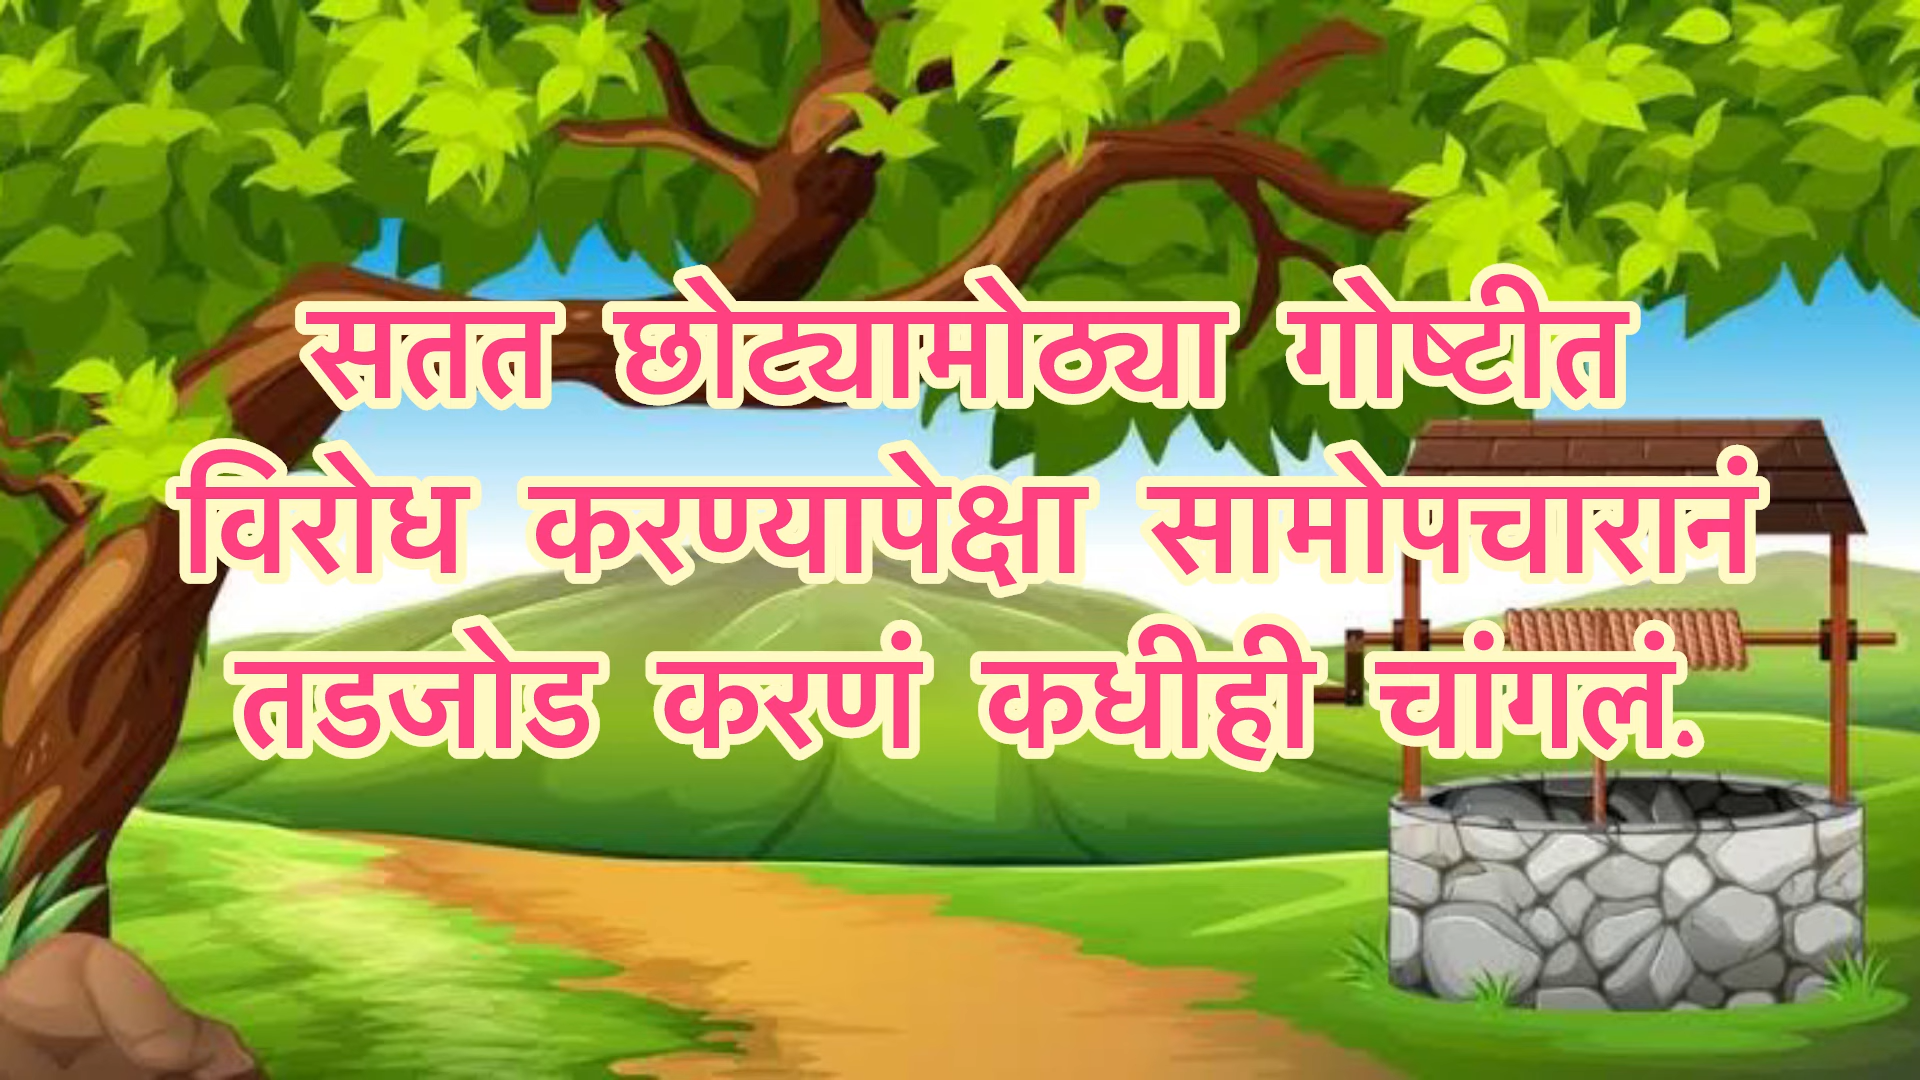 सतत छोट्यामोठ्या गोष्टीत
विरोध करण्यापेक्षा सामोपचारानं
तडजोड करणं कधीही चांगलं.